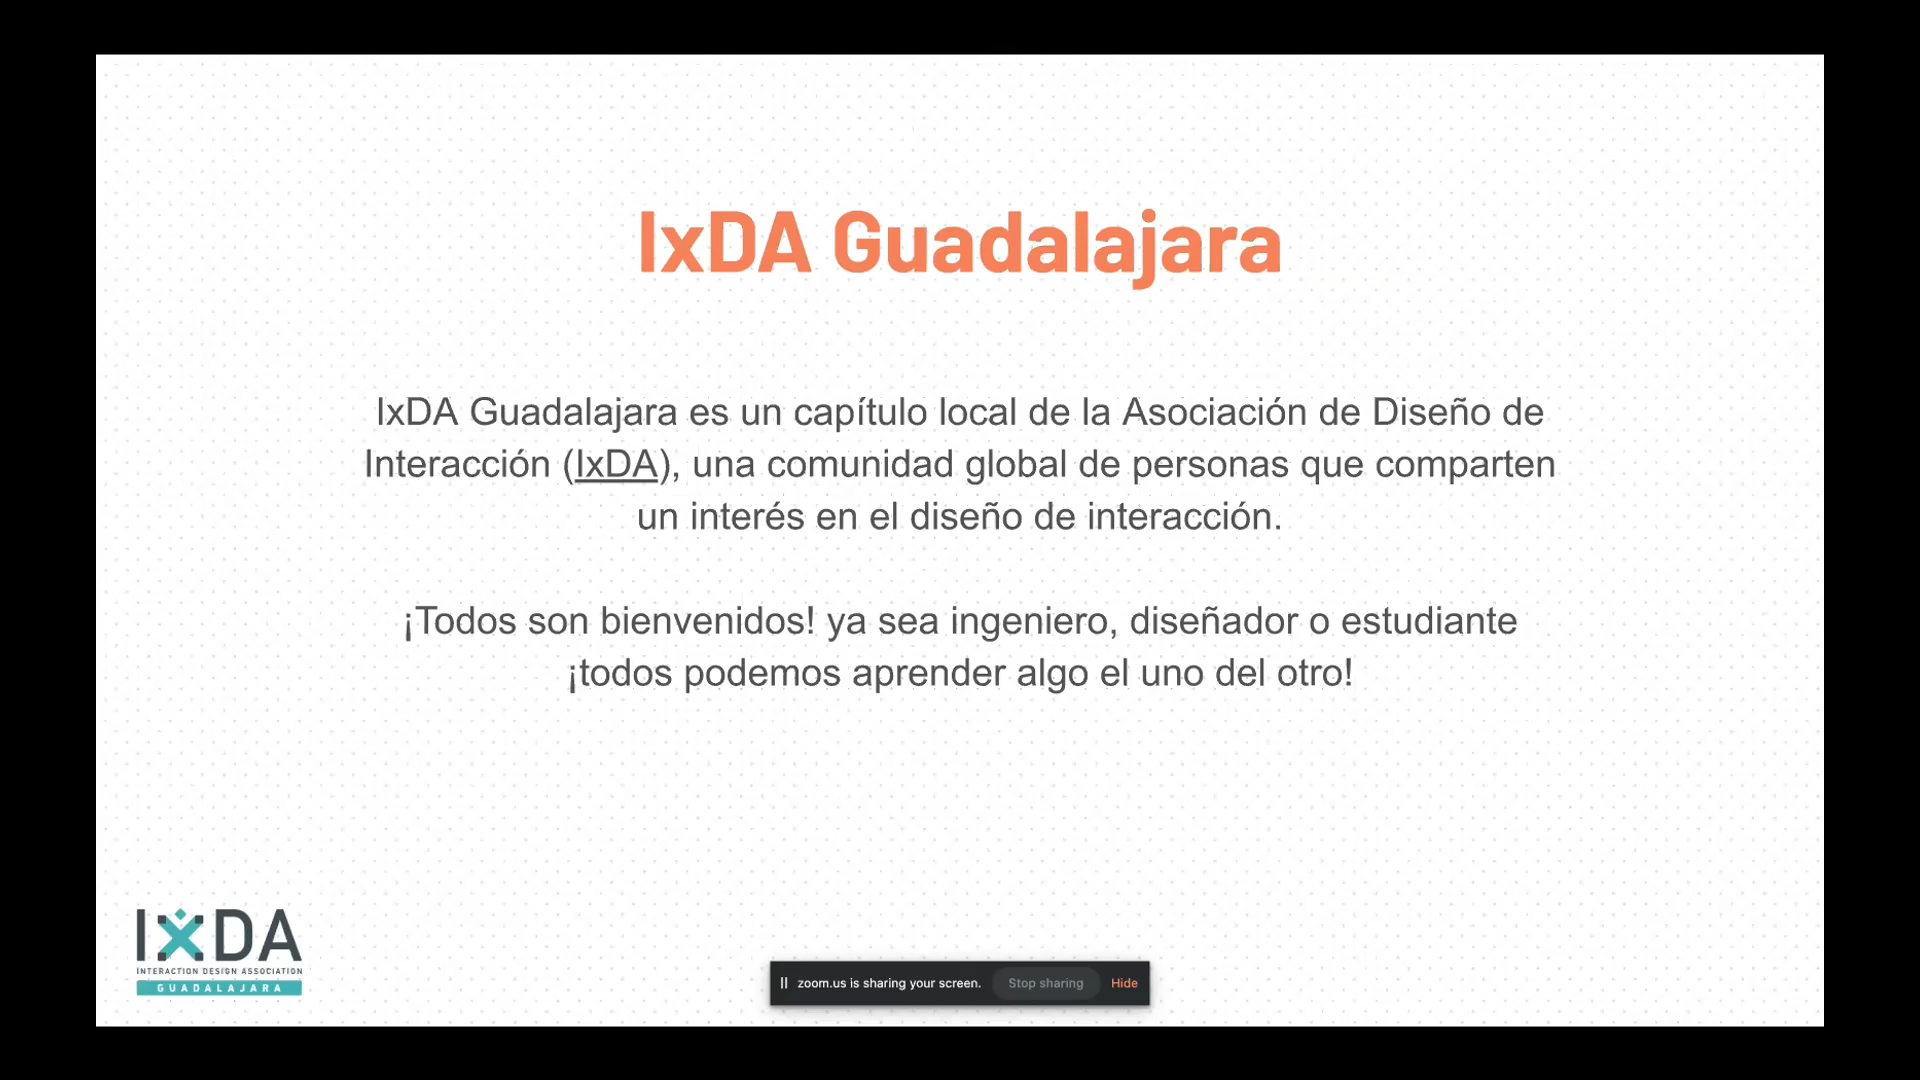 IxDA Guadalajara
IxDA Guadalajara es un capítulo local de la Asociación de Diseño de
Interacción (IxDA), una comunidad global de personas que comparten
un interés en el diseño de interacción.
¡Todos son bienvenidos! ya sea ingeniero, diseñador o estudiante
¡todos podemos aprender algo el uno del otro!
IxDA
INTERACTION DESIGN ASSOCIATION
GUADALAJARA
zoom.us is sharing your screen. Stop sharing Hide